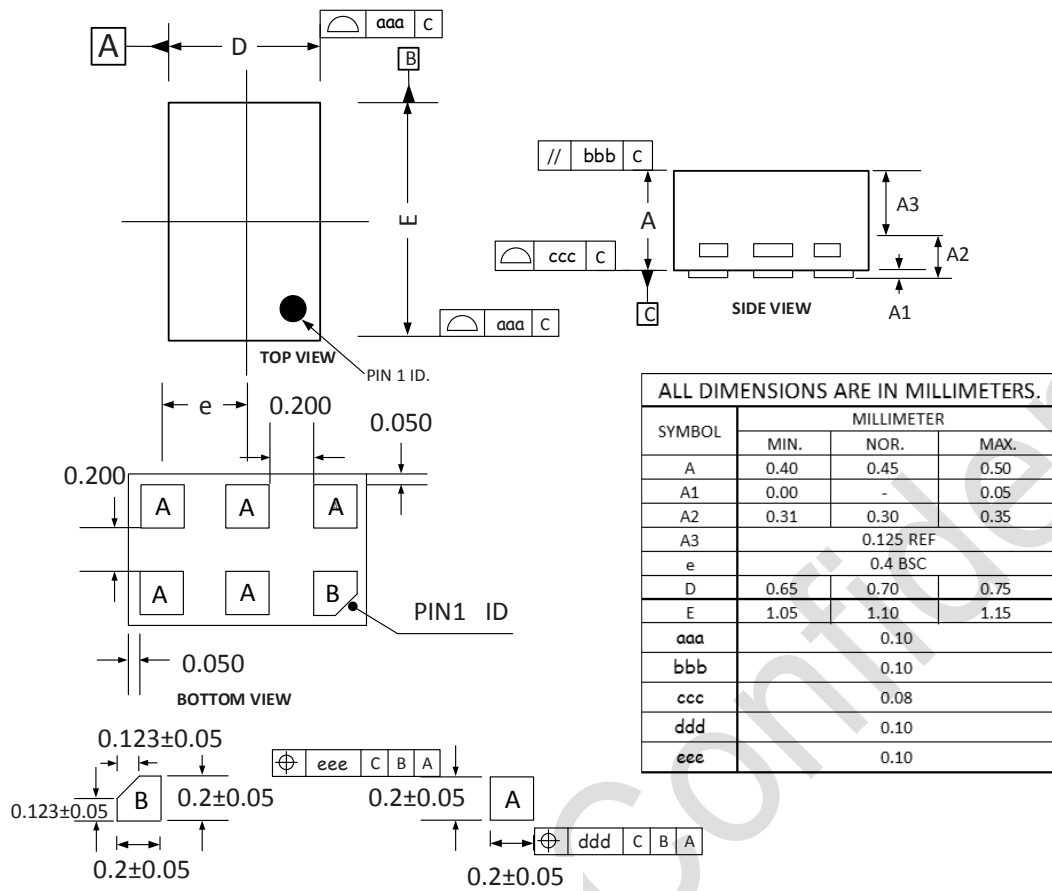 A
D
aaa C
B
E
aaa C
TOP VIEW
PIN 1 ID.
// bbb C
A
A3
A2
ccc C
C
SIDE VIEW
A1
e
0.200
0.050
0.200
A A A
A A B
PIN1 ID
0.050
BOTTOM VIEW
ALL DIMENSIONS ARE IN MILLIMETERS.
SYMBOL MILLIMETER
MIN. NOR. MAX.
A 0.40 0.45 0.50
A1 0.00 - 0.05
A2 0.31 0.30 0.35
A3 0.125 REF
e 0.4 BSC
D 0.65 0.70 0.75
E 1.05 1.10 1.15
aaa 0.10
bbb 0.10
ccc 0.08
ddd 0.10
eee 0.10
0.123±0.05
B
0.123±0.05
0.2±0.05
0.2±0.05
⌖ eee C B A
0.2±0.05
A
⌖ ddd C B A
0.2±0.05
Confiden